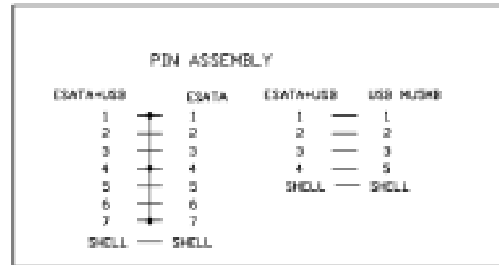 PIN ASSEMBLY
ESATA+USB ESATA ESATA+USB USB
1 1 1 1
2 2 2 2
3 3 3 3
4 4 4 5
5 5 SHELL SHELL
6 6
7 7
SHELL SHELL